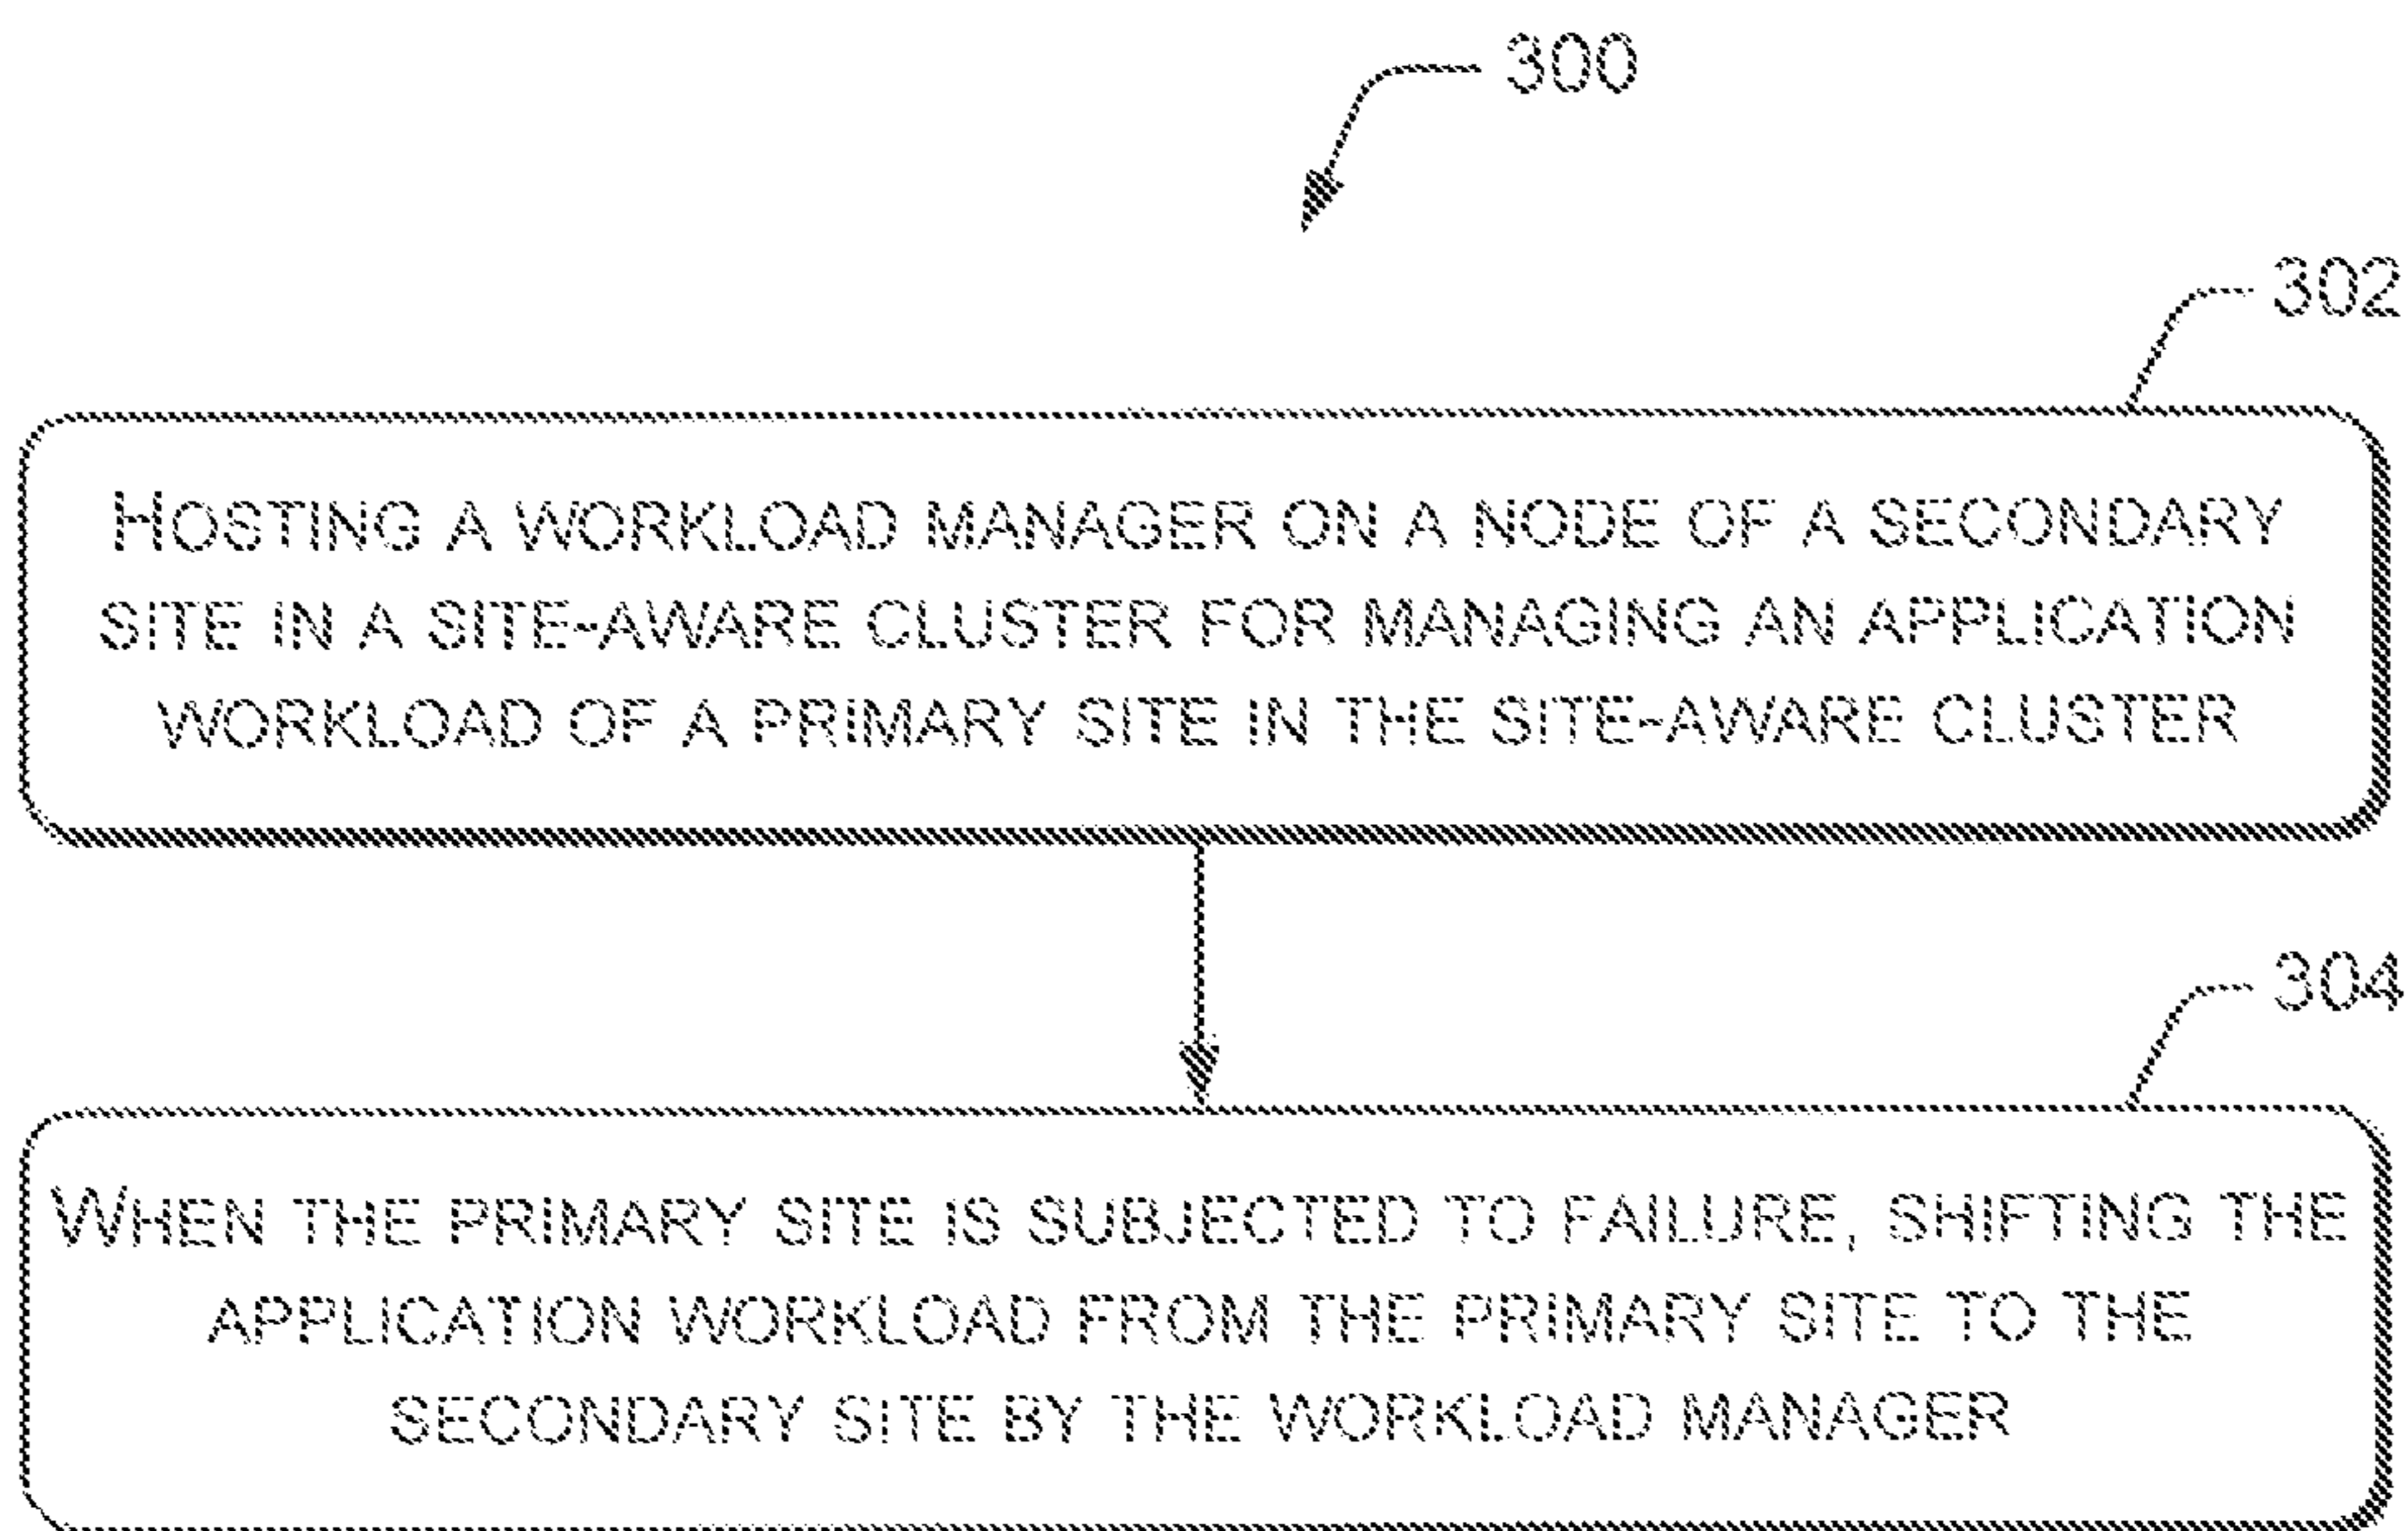 300
302
HOSTING A WORKLOAD MANAGER ON A NODE OF A SECONDARY
SITE IN A SITE-AWARE CLUSTER FOR MANAGING AN APPLICATION
WORKLOAD OF A PRIMARY SITE IN THE SITE-AWARE CLUSTER
304
WHEN THE PRIMARY SITE IS SUBJECTED TO FAILURE, SHIFTING THE
APPLICATION WORKLOAD FROM THE PRIMARY SITE TO THE
SECONDARY SITE BY THE WORKLOAD MANAGER